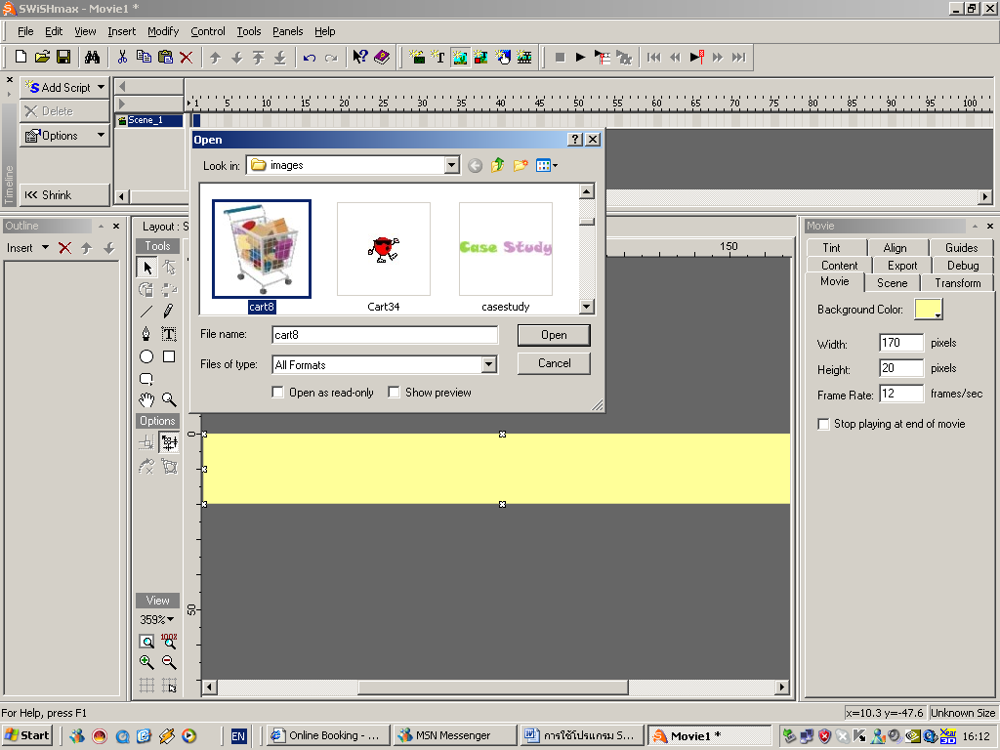 SWiSHmax - Movie1 *
File Edit View Insert Modify Control Tools Panels Help
Add Script
Delete
Options
Shrink
Timeline
1 5 10 15 20 25 30 35 40 45 50 55 60 65 70 75 80 85 90 95 100
Scene_1
Open
Look in: images
cart8 Cart34 casestudy
Case Study
File name: cart8 Open
Files of type: All Formats Cancel
Open as read-only Show preview
Outline
Insert
Layout : S
Tools
Options
View
359%
100%
150
0
50
Movie
Tint Align Guides
Content Export Debug
Movie Scene Transform
Background Color:
Width: 170 pixels
Height: 20 pixels
Frame Rate: 12 frames/sec
Stop playing at end of movie
For Help, press F1
x=10.3 y=-47.6 Unknown Size
Start EN Online Booking - ... MSN Messenger การใช้โปรแกรม S... Movie1 * 16:12